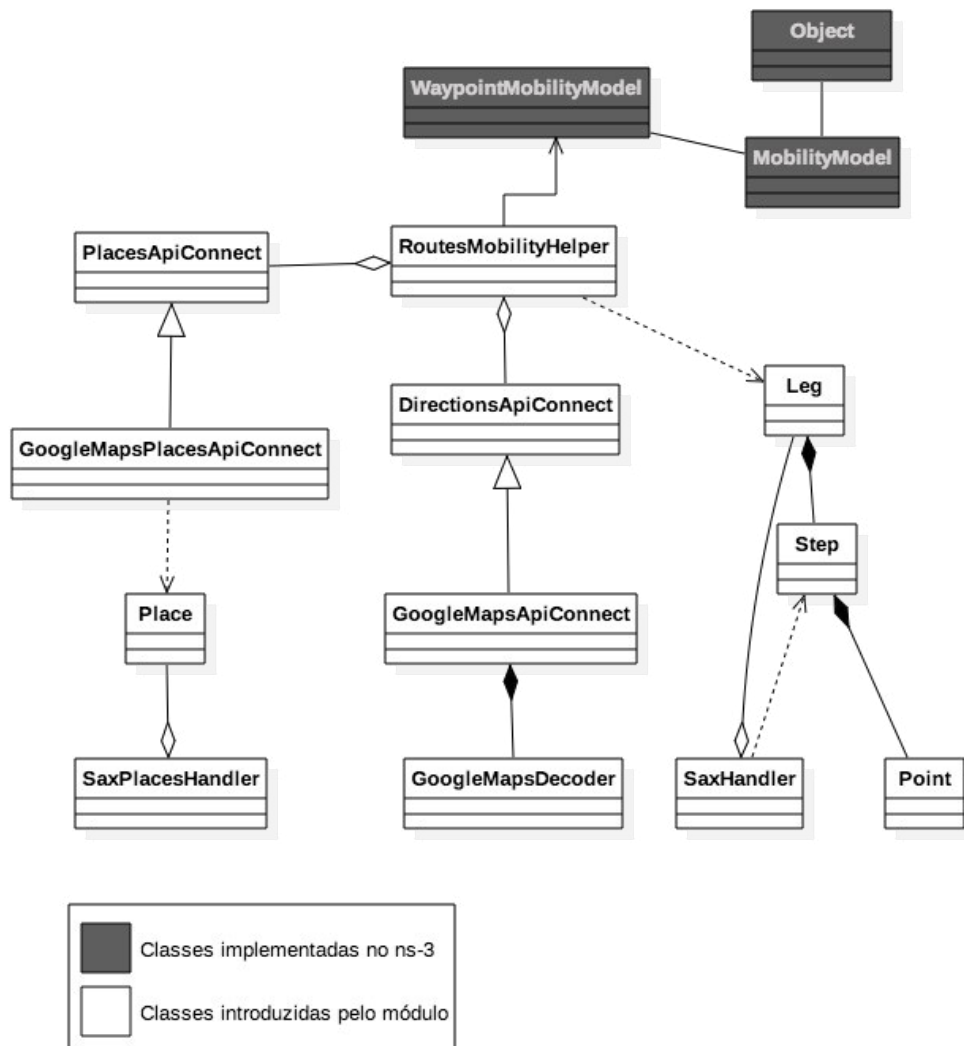 Object
WaypointMobilityModel
MobilityModel
PlacesApiConnect
RoutesMobilityHelper
Leg
DirectionsApiConnect
GoogleMapsPlacesApiConnect
Step
Place
GoogleMapsApiConnect
SaxPlacesHandler
GoogleMapsDecoder
SaxHandler
Point
Classes implementadas no ns-3
Classes introduzidas pelo módulo